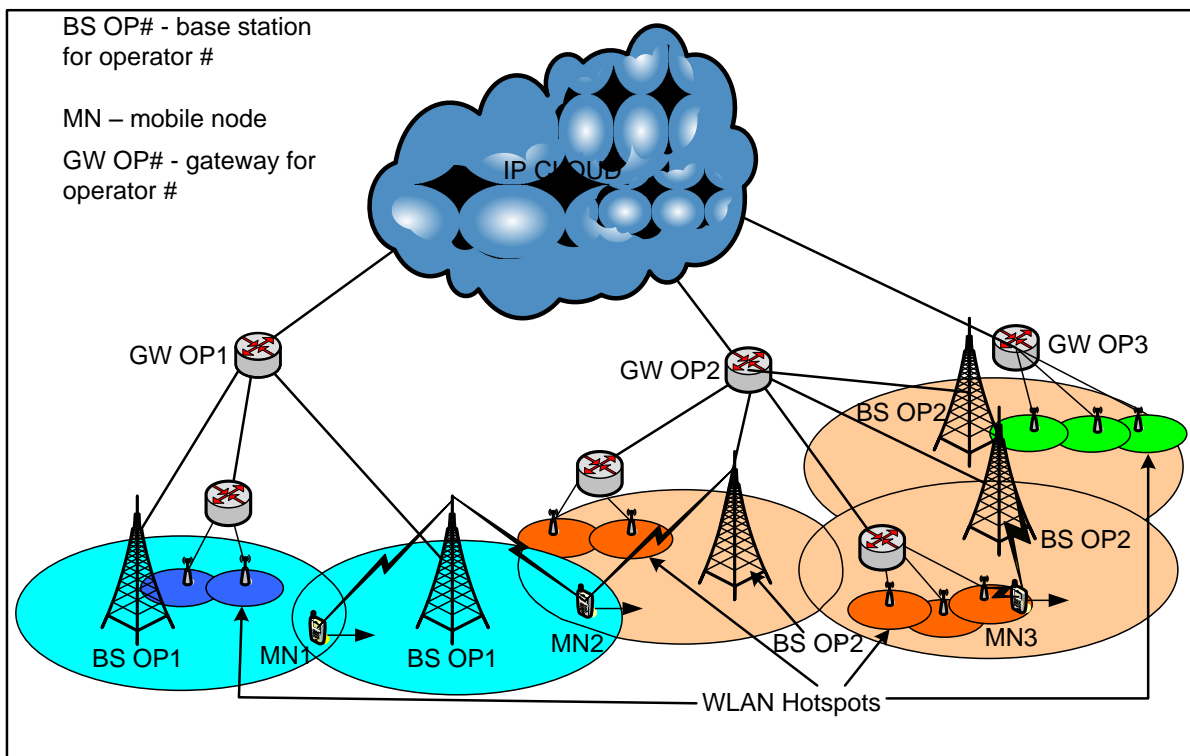 BS OP# - base station
for operator #
MN – mobile node
GW OP# - gateway for
operator #
IP CLOUD
GW OP1
GW OP2
GW OP3
BS OP2
BS OP2
BS OP1
MN1
BS OP1
MN2
BS OP2
MN3
WLAN Hotspots